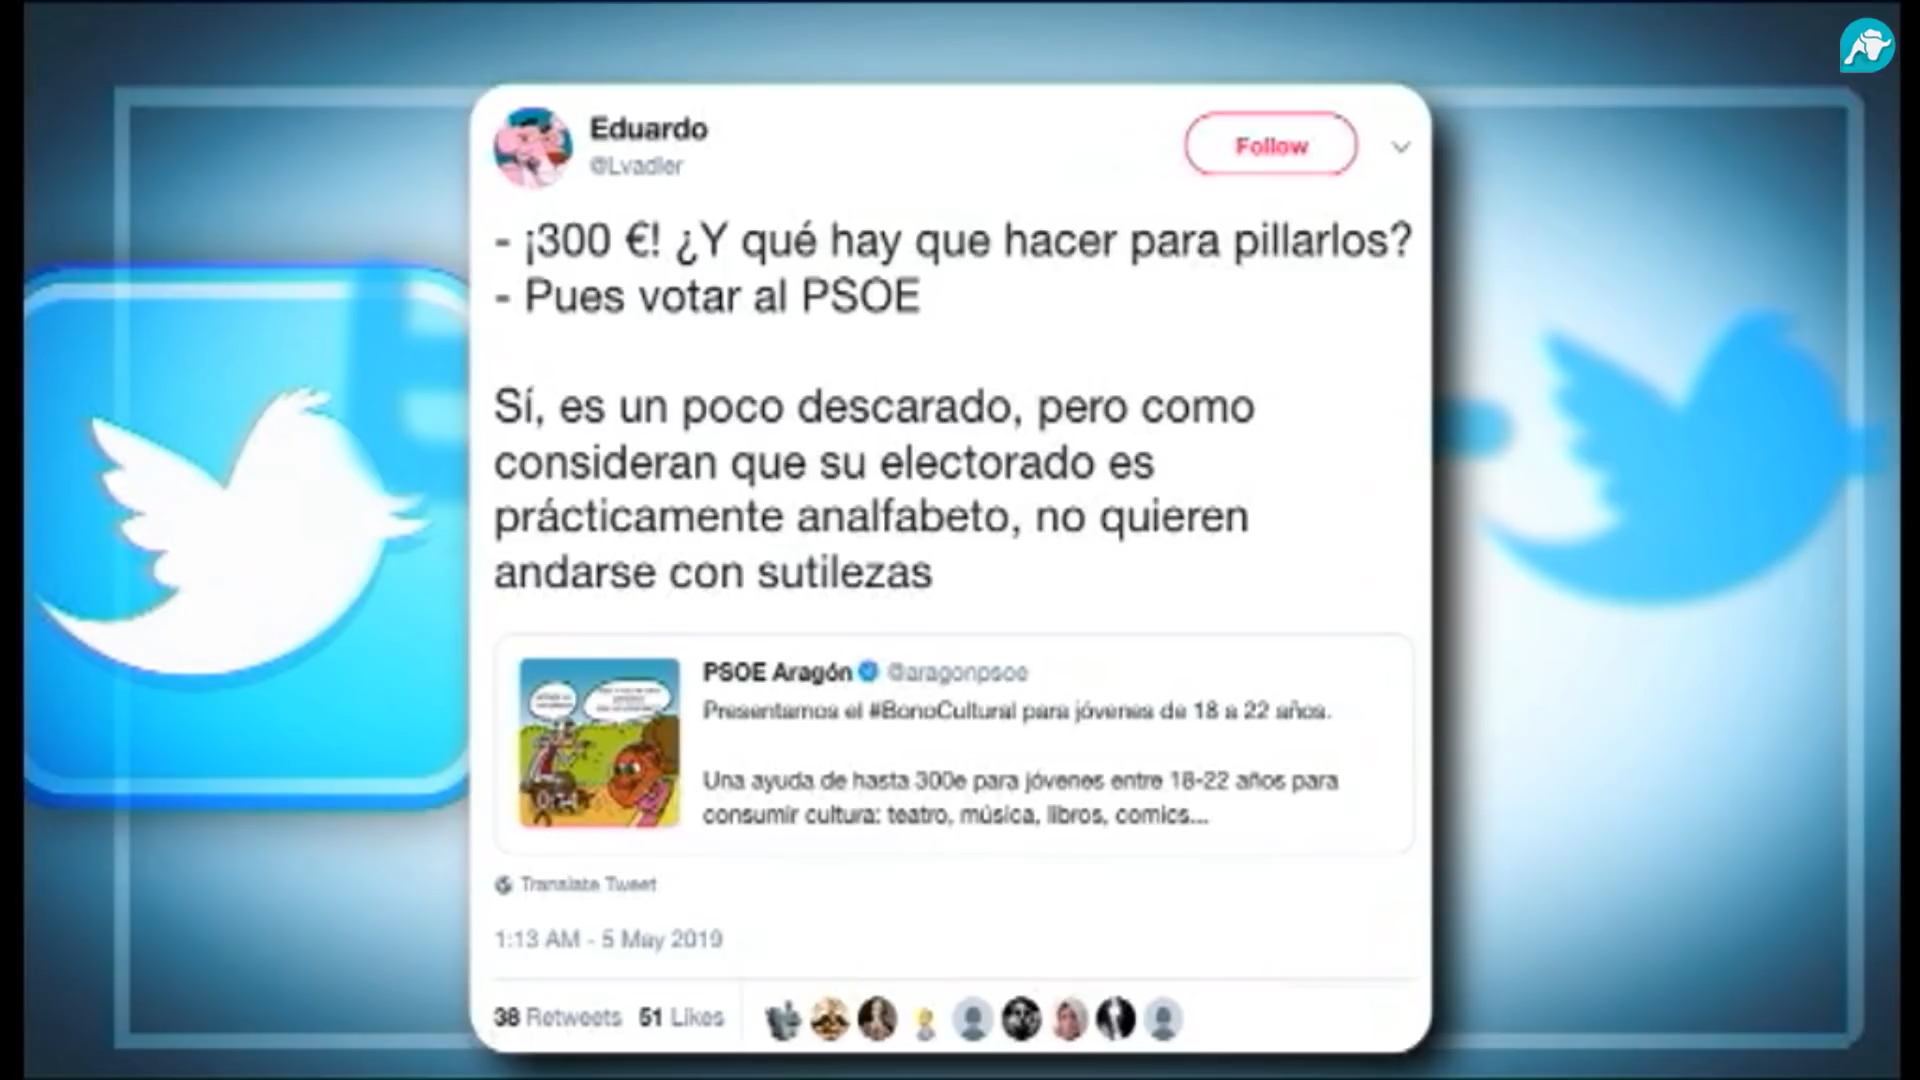 Eduardo
@Lvadler
Follow
- ¡300 €! ¿Y qué hay que hacer para pillarlos?
- Pues votar al PSOE
Sí, es un poco descarado, pero como
consideran que su electorado es
prácticamente analfabeto, no quieren
andarse con sutilezas
PSOE Aragón @aragonpsoe
Presentamos el #BonoCultural para jóvenes de 18 a 22 años.
Una ayuda de hasta 300e para jóvenes entre 18-22 años para
consumir cultura: teatro, música, libros, comics...
0:14
Translate Tweet
1:13 AM - 5 May 2019
38 Retweets 51 Likes